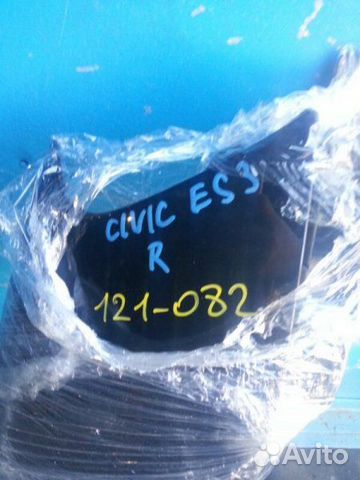 CIVIC ES3
R
121-082
Avito